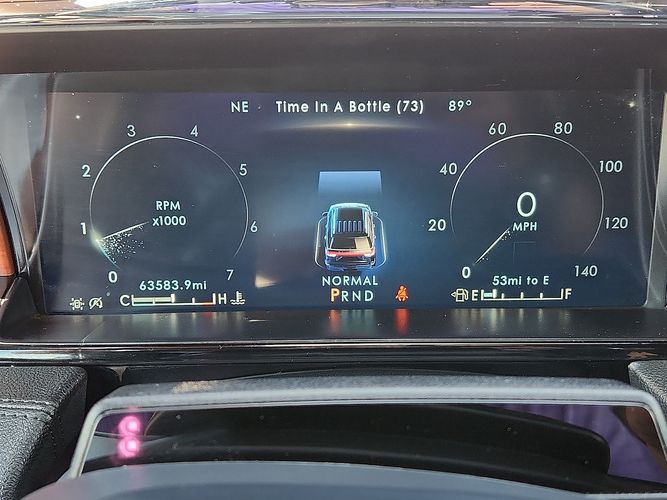 NE Time In A Bottle (73) 89°
3 4 60 80
2 5 40 100
RPM
x1000
0
MPH
1 6 20 120
0 7 0 140
63583.9mi
NORMAL
53mi to E
PRND
C H E F